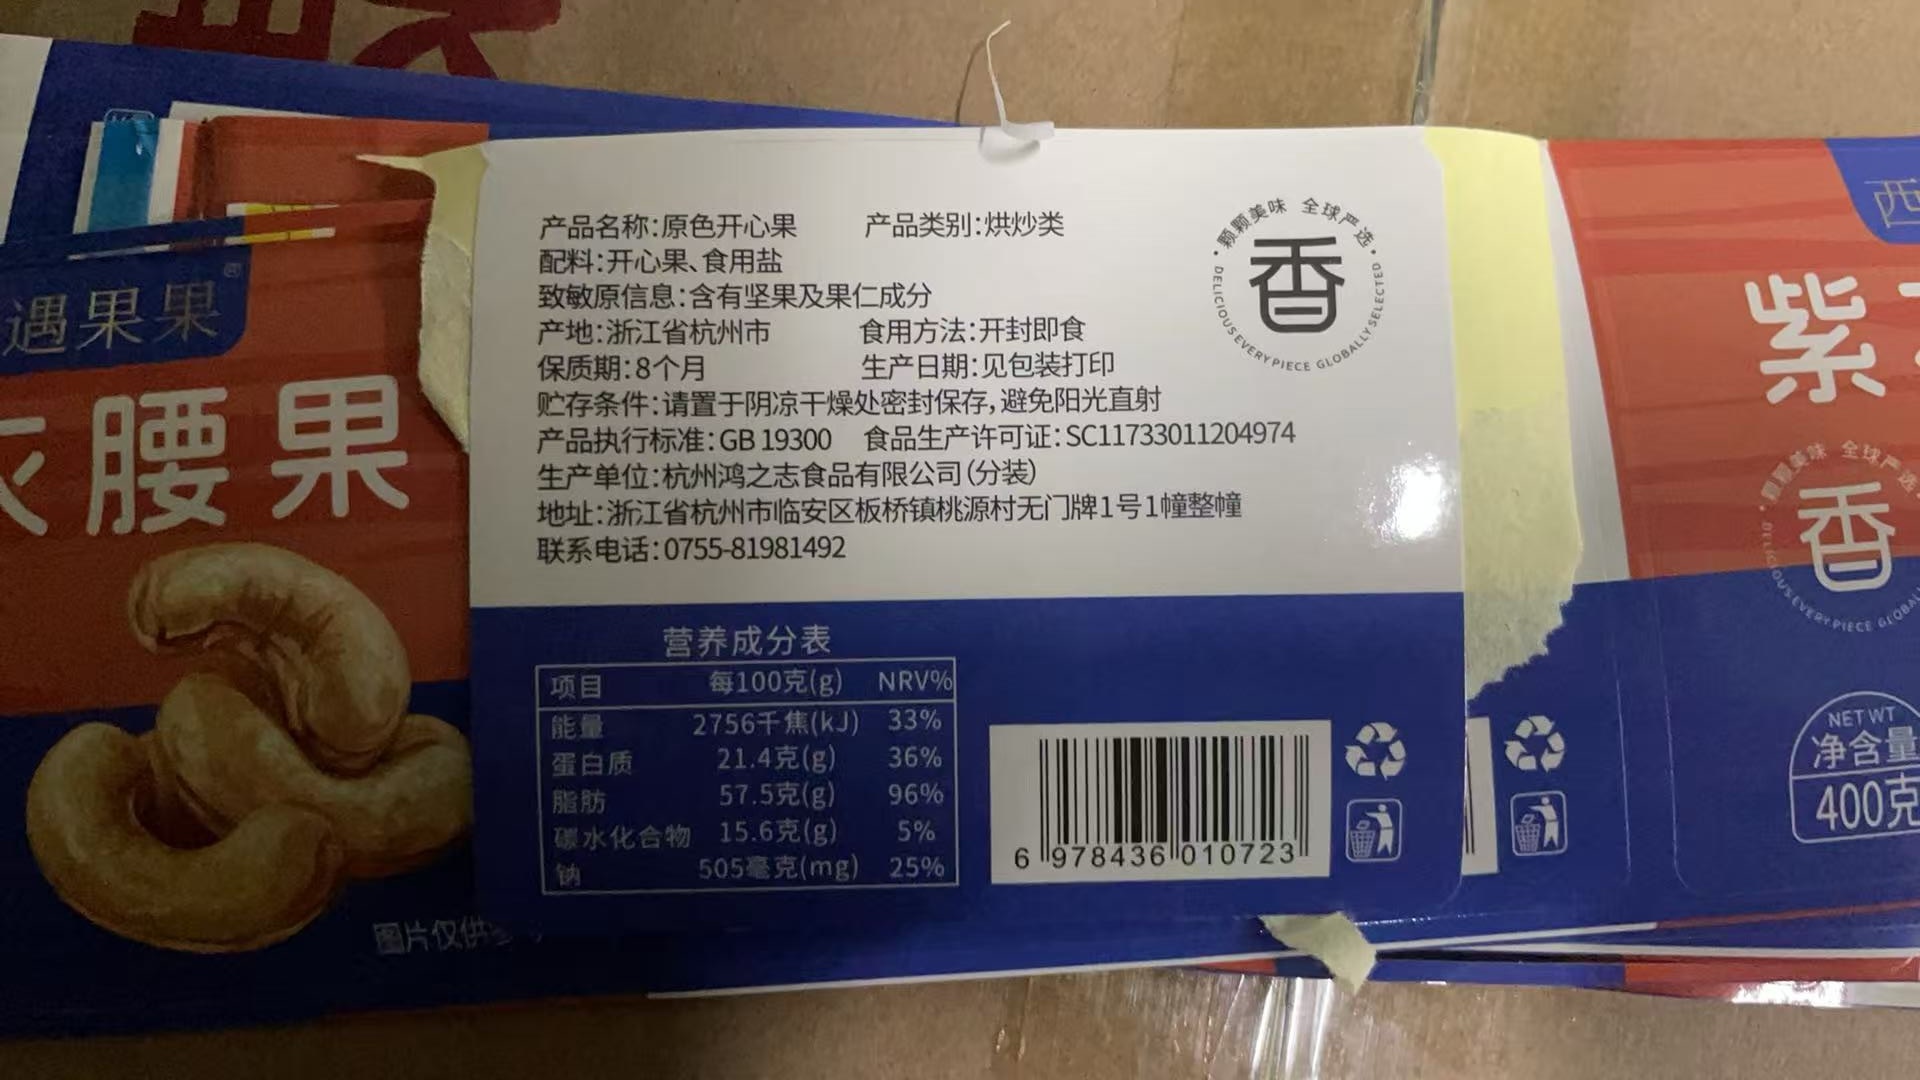 产品名称:原色开心果 产品类别:烘炒类
配料:开心果、食用盐
致敏原信息:含有坚果及果仁成分
产地:浙江省杭州市 食用方法:开封即食
保质期:8个月 生产日期:见包装打印
贮存条件:请置于阴凉干燥处密封保存,避免阳光直射
产品执行标准:GB 19300 食品生产许可证:SC11733011204974
生产单位:杭州鸿之志食品有限公司(分装)
地址:浙江省杭州市临安区板桥镇桃源村无门牌1号1幢整幢
联系电话:0755-81981492
颗颗美味 全球严选
香
DELICIOUS EVERY PIECE GLOBALLY SELECTED
营养成分表
项目 每100克(g) NRV%
能量 2756千焦(kJ) 33%
蛋白质 21.4克(g) 36%
脂肪 57.5克(g) 96%
碳水化合物 15.6克(g) 5%
钠 505毫克(mg) 25%
6 978436 010723
遇果果
腰果
图片仅供
西
紫
颗颗美味 全球严选
香
DELICIOUS EVERY PIECE GLOBAL
NET WT
净含量
400克